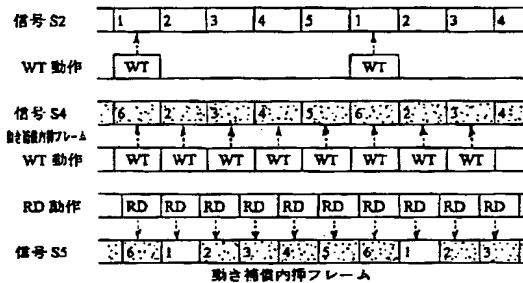 信号 S2 1 2 3 4 5 1 2 3 4
WT 動作 WT WT
信号 S4 6 2 3 4 5 6 2 3 4
動き補償内挿フレーム
WT 動作 WT WT WT WT WT WT WT WT
RD 動作 RD RD RD RD RD RD RD RD RD
信号 S5 6 1 2 3 4 5 6 1 2 3
動き補償内挿フレーム